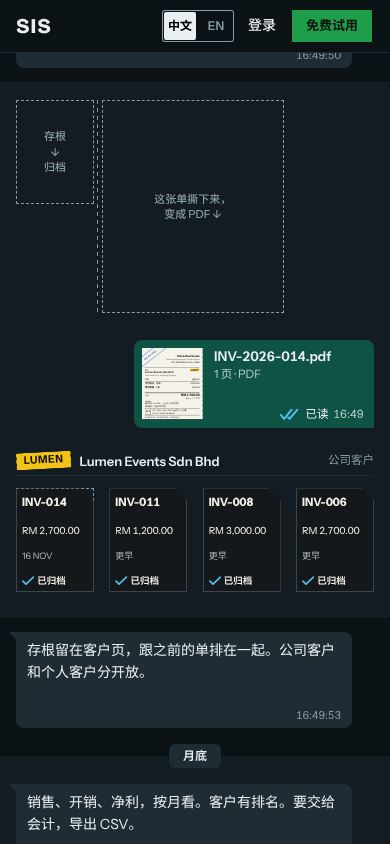 SIS
中文 EN 登录 免费试用
16:49:50
存根
↓
归档
这张单撕下来，
变成 PDF↓
INV-2026-014.pdf
1 页 · PDF
已读 16:49
LUMEN Lumen Events Sdn Bhd 公司客户
INV-014 INV-011 INV-008 INV-006
RM 2,700.00 RM 1,200.00 RM 3,000.00 RM 2,700.00
16 NOV 更早 更早 更早
已归档 已归档 已归档 已归档
存根留在客户页，跟之前的单排在一起。公司客户
和个人客户分开放。
16:49:53
月底
销售、开销、净利，按月看。客户有排名。要交给
会计，导出 CSV。